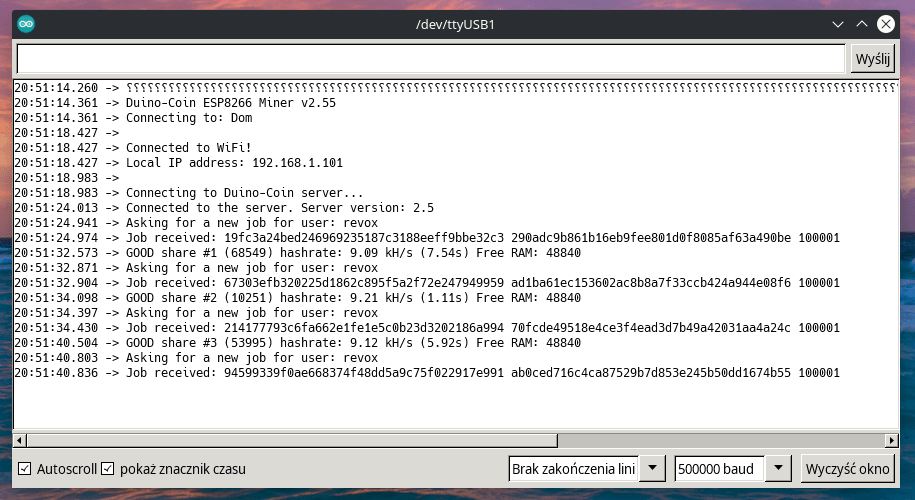 /dev/ttyUSB1
Wyślij
20:51:14.260 ->
20:51:14.361 -> Duino-Coin ESP8266 Miner v2.55
20:51:14.361 -> Connecting to: Dom
20:51:18.427 ->
20:51:18.427 -> Connected to WiFi!
20:51:18.427 -> Local IP address: 192.168.1.101
20:51:18.983 ->
20:51:18.983 -> Connecting to Duino-Coin server...
20:51:24.013 -> Connected to the server. Server version: 2.5
20:51:24.941 -> Asking for a new job for user: revox
20:51:24.974 -> Job received: 19fc3a24bed246969235187c3188eeff9bbe32c3 290adc9b861b16eb9fee801d0f8085af63a490be 100001
20:51:32.573 -> GOOD share #1 (68549) hashrate: 9.09 kH/s (7.54s) Free RAM: 48840
20:51:32.871 -> Asking for a new job for user: revox
20:51:32.904 -> Job received: 67303efb320225d1862c895f5a2f72e247949959 ad1ba61ec153602ac8b8a7f33ccb424a944e08f6 100001
20:51:34.098 -> GOOD share #2 (10251) hashrate: 9.21 kH/s (1.11s) Free RAM: 48840
20:51:34.397 -> Asking for a new job for user: revox
20:51:34.430 -> Job received: 214177793c6fa662e1fe1e5c0b23d3202186a994 70fcde49518e4ce3f4ead3d7b49a42031aa4a24c 100001
20:51:40.504 -> GOOD share #3 (53995) hashrate: 9.12 kH/s (5.92s) Free RAM: 48840
20:51:40.803 -> Asking for a new job for user: revox
20:51:40.836 -> Job received: 94599339f0ae668374f48dd5a9c75f022917e991 ab0ced716c4ca87529b7d853e245b50dd1674b55 100001
Autoscroll pokaż znacznik czasu Brak zakończenia lini 500000 baud Wyczyść okno